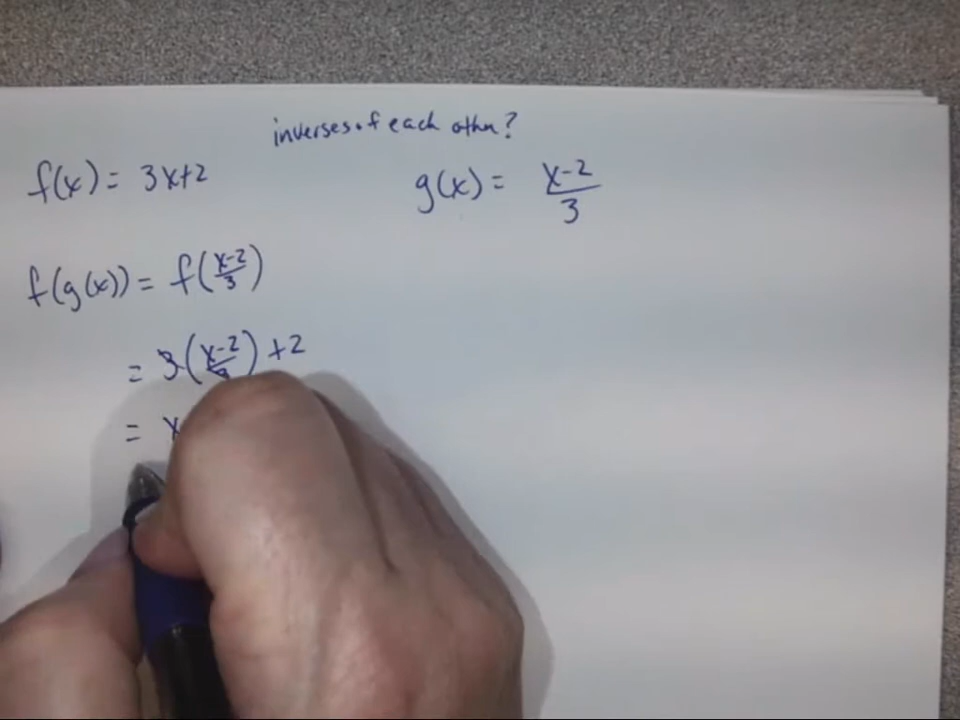 inverses of each other?
f(x) = 3x+2
g(x) = x-2/3
f(g(x)) = f(x-2/3)
= 3(x-2/3) +2
= x